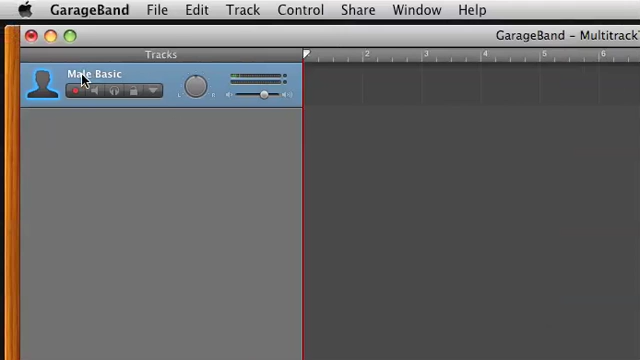 GarageBand File Edit Track Control Share Window Help
GarageBand – Multitrack
Tracks
2 3 4 5 6
Male Basic
L R